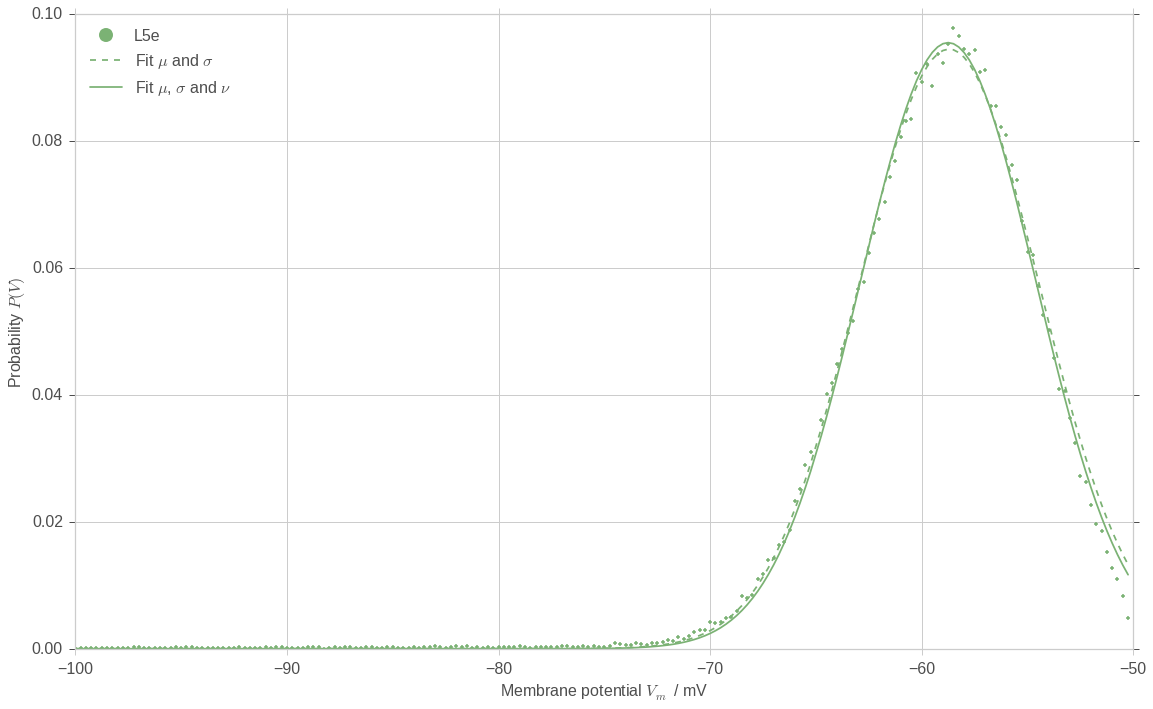 0.10
0.08
0.06
0.04
0.02
0.00
−100
−90
−80
−70
−60
−50
Probability P(V)
Membrane potential Vm / mV
L5e
Fit μ and σ
Fit μ, σ and ν